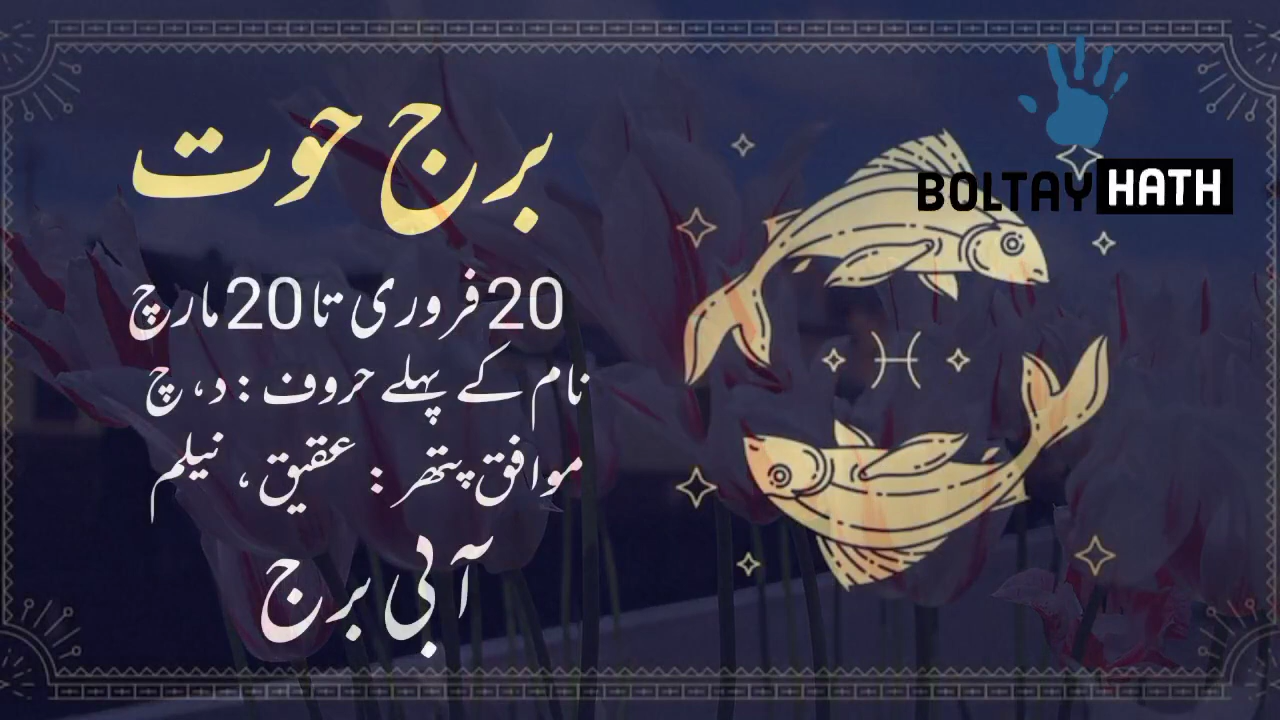 برج حوت
20 فروری تا 20 مارچ
نام کے پہلے حروف : د، چ
موافق پتھر : عقیق، نیلم
آبی برج
BOLTAY HATH